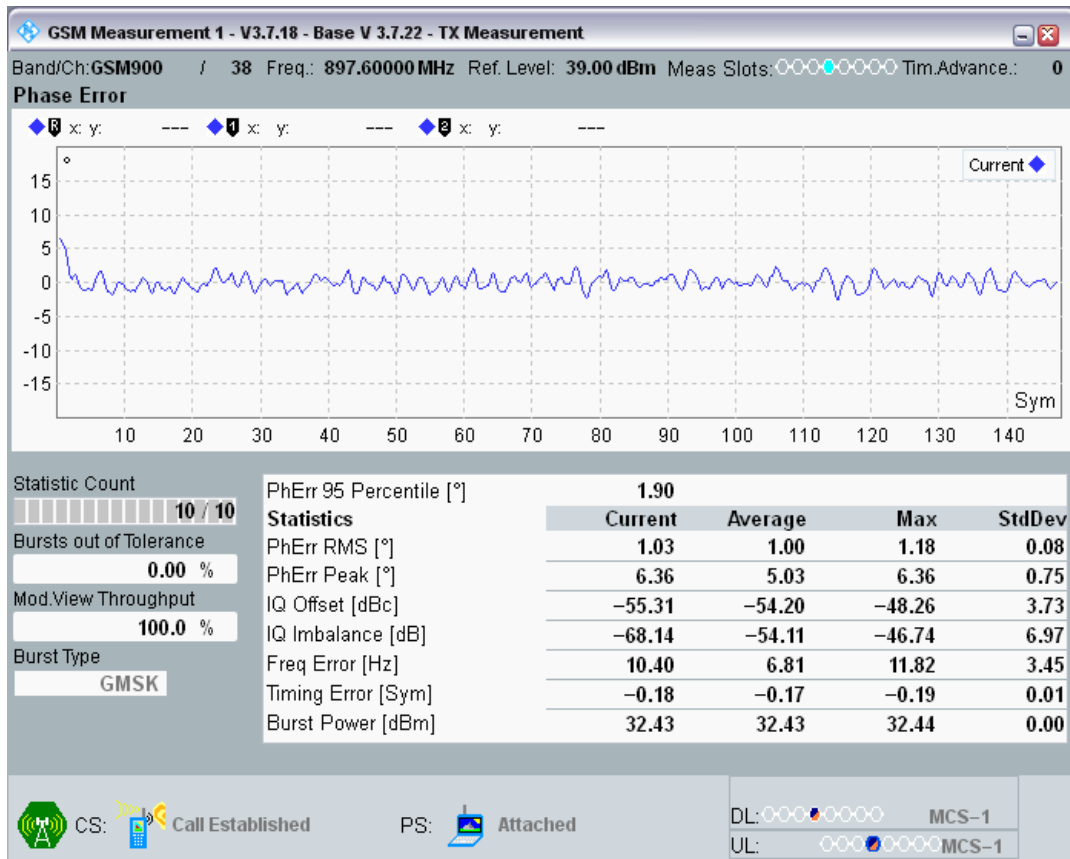 GSM Measurement 1 - V3.7.18 - Base V 3.7.22 - TX Measurement
Band/Ch:GSM900 / 38 Freq.: 897.60000 MHz Ref. Level: 39.00 dBm Meas Slots: Tim.Advance.: 0
Phase Error
R x: y: --- 1 x: y: --- 2 x: y: ---
°
Current
15
10
5
0
-5
-10
-15
Sym
10 20 30 40 50 60 70 80 90 100 110 120 130 140
Statistic Count
10 / 10
Bursts out of Tolerance
0.00 %
Mod.View Throughput
100.0 %
Burst Type
GMSK
PhErr 95 Percentile [°] 1.90
Statistics Current Average Max StdDev
PhErr RMS [°] 1.03 1.00 1.18 0.08
PhErr Peak [°] 6.36 5.03 6.36 0.75
IQ Offset [dBc] −55.31 −54.20 −48.26 3.73
IQ Imbalance [dB] −68.14 −54.11 −46.74 6.97
Freq Error [Hz] 10.40 6.81 11.82 3.45
Timing Error [Sym] −0.18 −0.17 −0.19 0.01
Burst Power [dBm] 32.43 32.43 32.44 0.00
CS: Call Established PS: Attached
DL: MCS−1
UL: MCS−1